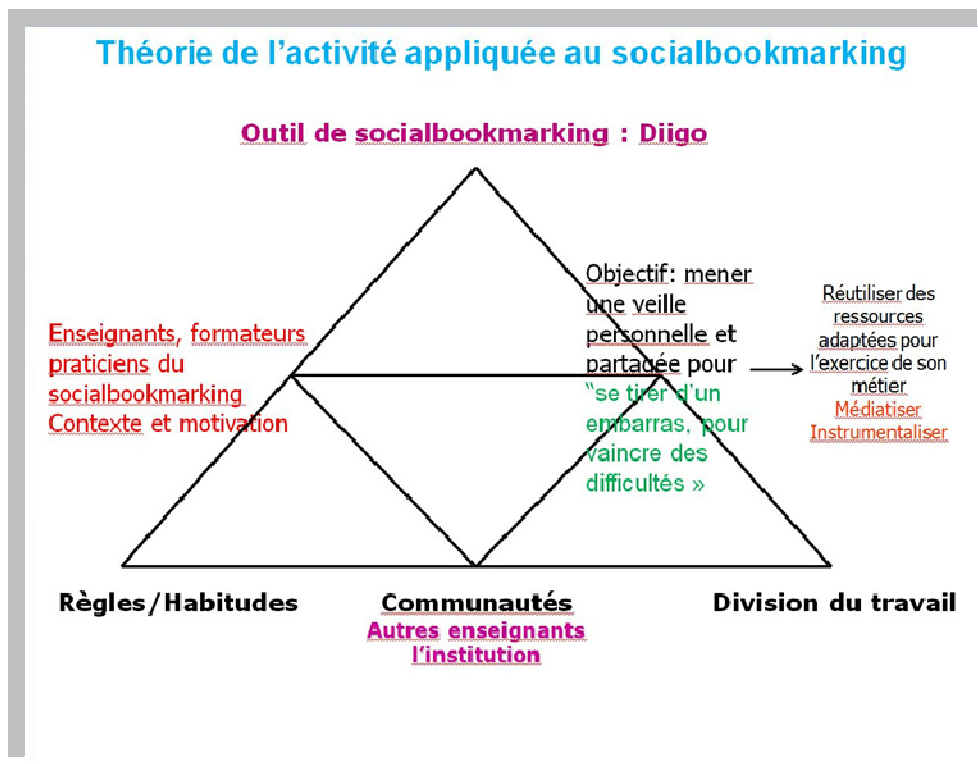 Théorie de l’activité appliquée au socialbookmarking
Outil de socialbookmarking : Diigo
Enseignants, formateurs
praticiens du
socialbookmarking
Contexte et motivation
Objectif: mener
une veille
personnelle et
partagée pour
“se tirer d’un
embarras, pour
vaincre des
difficultés »
Réutiliser des
ressources
adaptées pour
l’exercice de son
métier
Médiatiser
Instrumentaliser
Règles/Habitudes
Communautés
Autres enseignants
l’institution
Division du travail